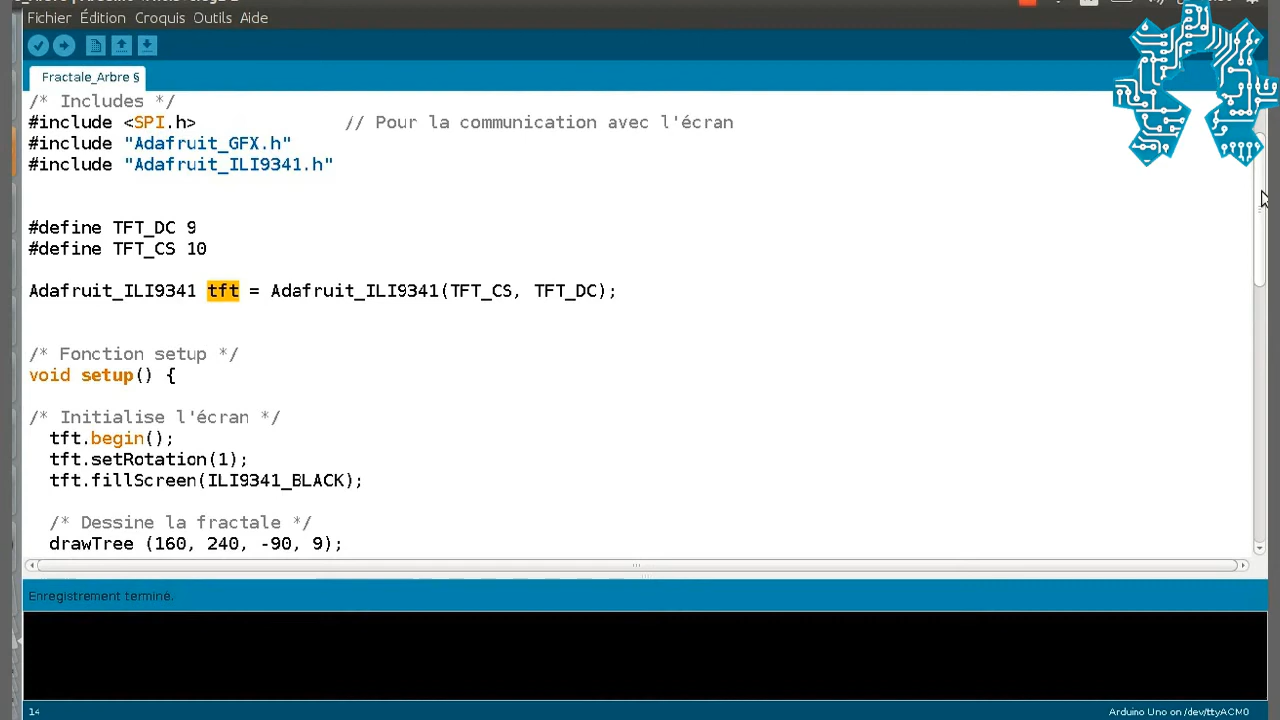 Fichier Édition Croquis Outils Aide
Fractale_Arbre §
/* Includes */
#include <SPI.h> // Pour la communication avec l'écran
#include "Adafruit_GFX.h"
#include "Adafruit_ILI9341.h"
#define TFT_DC 9
#define TFT_CS 10
Adafruit_ILI9341 tft = Adafruit_ILI9341(TFT_CS, TFT_DC);
/* Fonction setup */
void setup() {
/* Initialise l'écran */
tft.begin();
tft.setRotation(1);
tft.fillScreen(ILI9341_BLACK);
/* Dessine la fractale */
drawTree (160, 240, -90, 9);
Enregistrement terminé.
14
Arduino Uno on /dev/ttyACM0